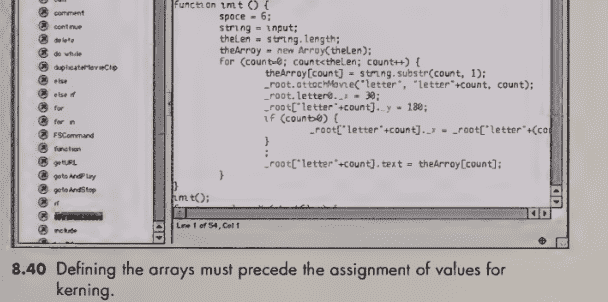 comment
continue
delete
do while
duplicateMovieClip
else
else if
for
for in
FSCommand
function
getURL
gotoAndPlay
gotoAndStop
if
include
function init () {
space = 6;
string = input;
theLen = string.length;
theArray = new Array(theLen);
for (count=0; count<theLen; count++) {
theArray[count] = string.substr(count, 1);
_root.attachMovie("letter", "letter"+count, count);
_root.letter0._x = 30;
_root["letter"+count]._y = 180;
if (count>0) {
_root["letter"+count]._x = _root["letter"+(co
}
;
_root["letter"+count].text = theArray[count];
}
}
init();
Line 1 of 54, Col 1
8.40 Defining the arrays must precede the assignment of values for
kerning.